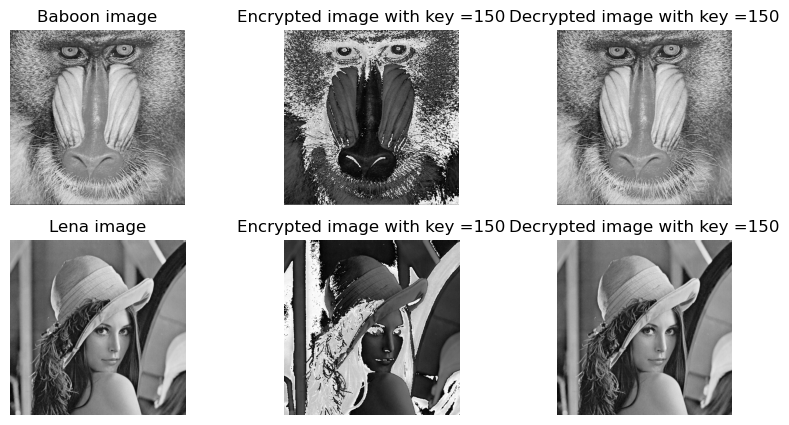 Baboon image
Encrypted image with key =150
Decrypted image with key =150
Lena image
Encrypted image with key =150
Decrypted image with key =150